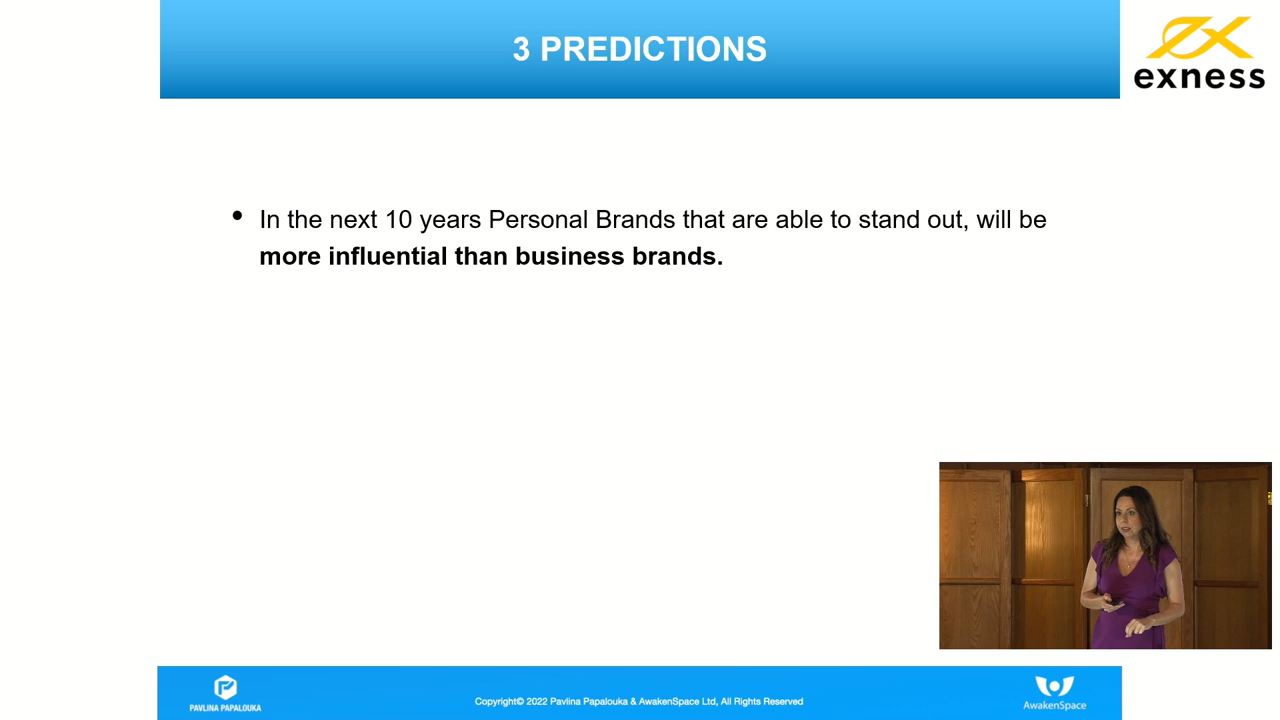 3 PREDICTIONS
exness
• In the next 10 years Personal Brands that are able to stand out, will be
more influential than business brands.
PAVLINA PAPALOUKA
Copyright© 2022 Pavlina Papalouka & AwakenSpace Ltd, All Rights Reserved
AwakenSpace